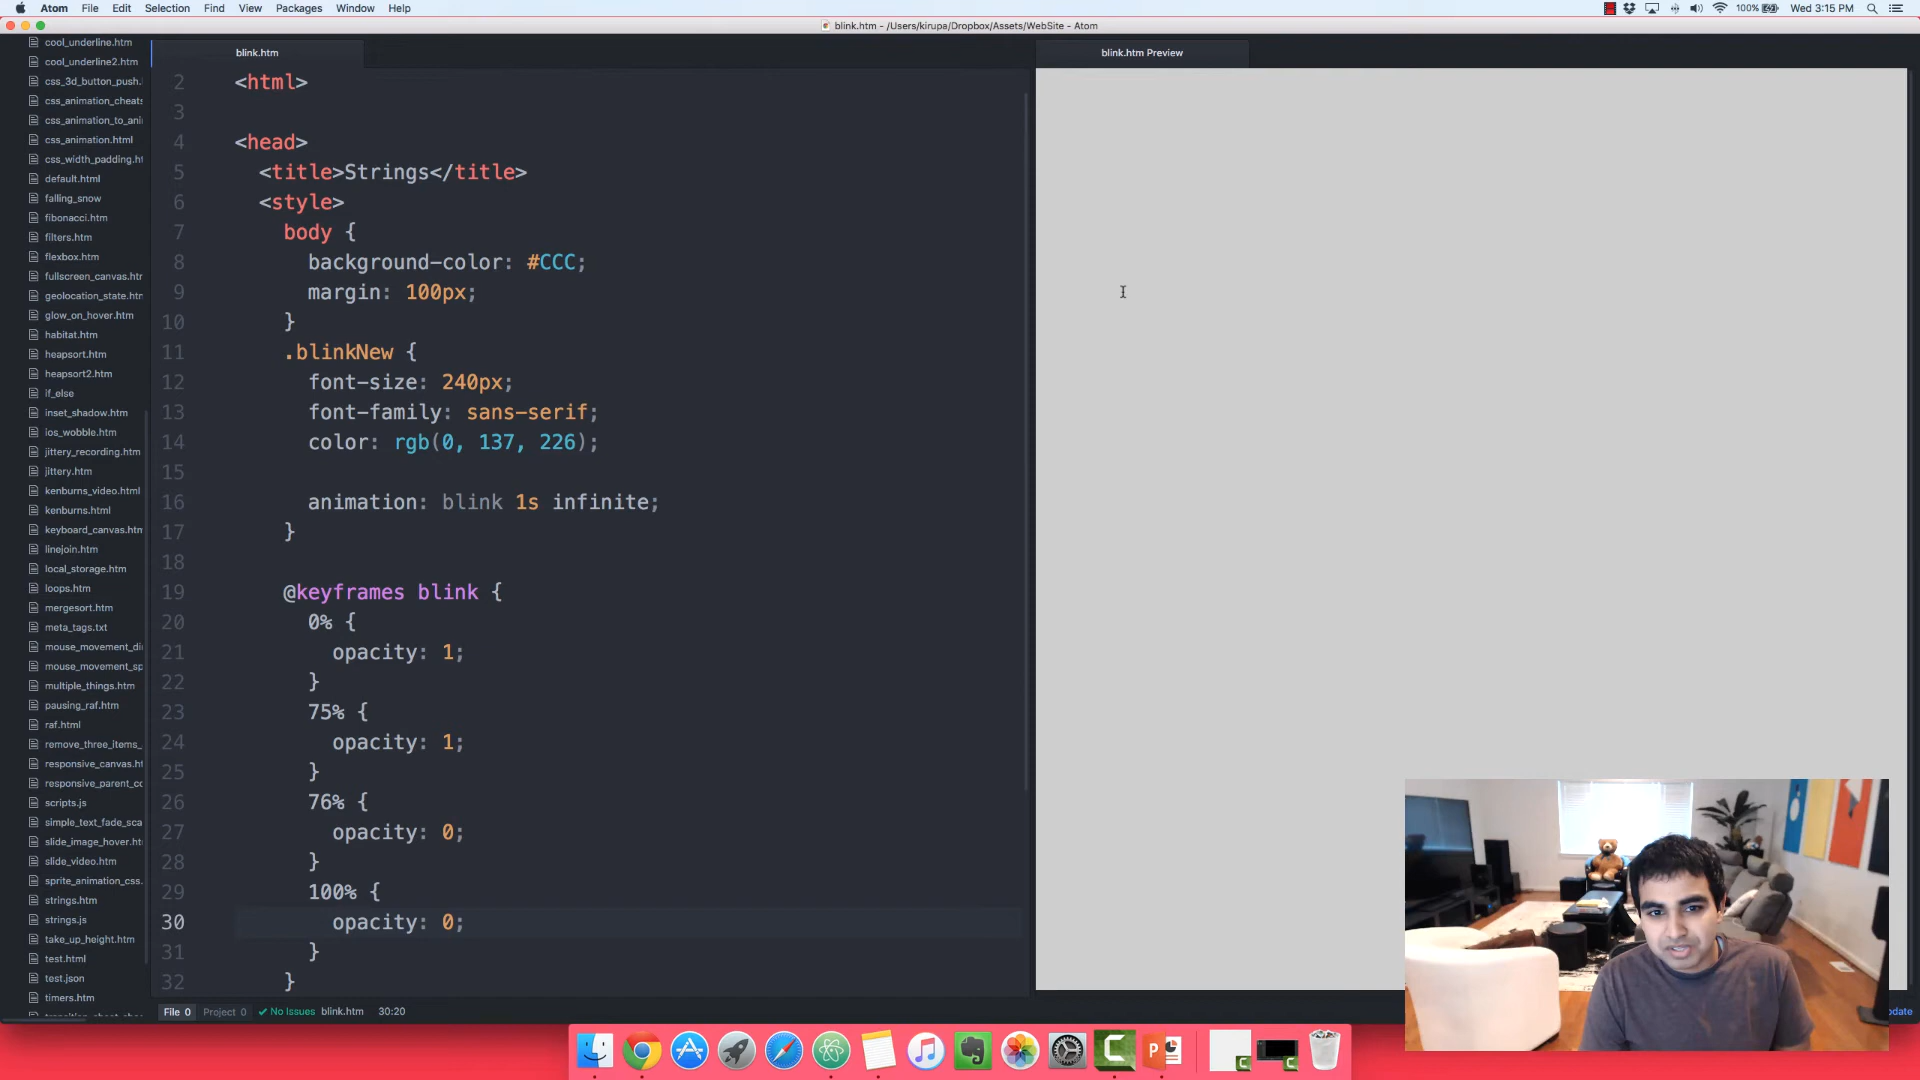 Atom File Edit Selection Find View Packages Window Help 100% Wed 3:15 PM
blink.htm - /Users/kirupa/Dropbox/Assets/WebSite - Atom
blink.htm
blink.htm Preview
cool_underline.htm
cool_underline2.htm
css_3d_button_push.
css_animation_cheats
css_animation_to_ani
css_animation.html
css_width_padding.ht
default.html
falling_snow
fibonacci.htm
filters.htm
flexbox.htm
fullscreen_canvas.htm
geolocation_state.htm
glow_on_hover.htm
habitat.htm
heapsort.htm
heapsort2.htm
if_else
inset_shadow.htm
ios_wobble.htm
jittery_recording.htm
jittery.htm
kenburns_video.html
kenburns.html
keyboard_canvas.htm
linejoin.htm
local_storage.htm
loops.htm
mergesort.htm
meta_tags.txt
mouse_movement_di
mouse_movement_sp
multiple_things.htm
pausing_raf.htm
raf.html
remove_three_items_
responsive_canvas.ht
responsive_parent_co
scripts.js
simple_text_fade_sca
slide_image_hover.ht
slide_video.htm
sprite_animation_css.
strings.htm
strings.js
take_up_height.htm
test.html
test.json
timers.htm
2 <html>
3
4 <head>
5 <title>Strings</title>
6 <style>
7 body {
8 background-color: #CCC;
9 margin: 100px;
10 }
11 .blinkNew {
12 font-size: 240px;
13 font-family: sans-serif;
14 color: rgb(0, 137, 226);
15
16 animation: blink 1s infinite;
17 }
18
19 @keyframes blink {
20 0% {
21 opacity: 1;
22 }
23 75% {
24 opacity: 1;
25 }
26 76% {
27 opacity: 0;
28 }
29 100% {
30 opacity: 0;
31 }
32 }
File 0 Project 0 No Issues blink.htm 30:20